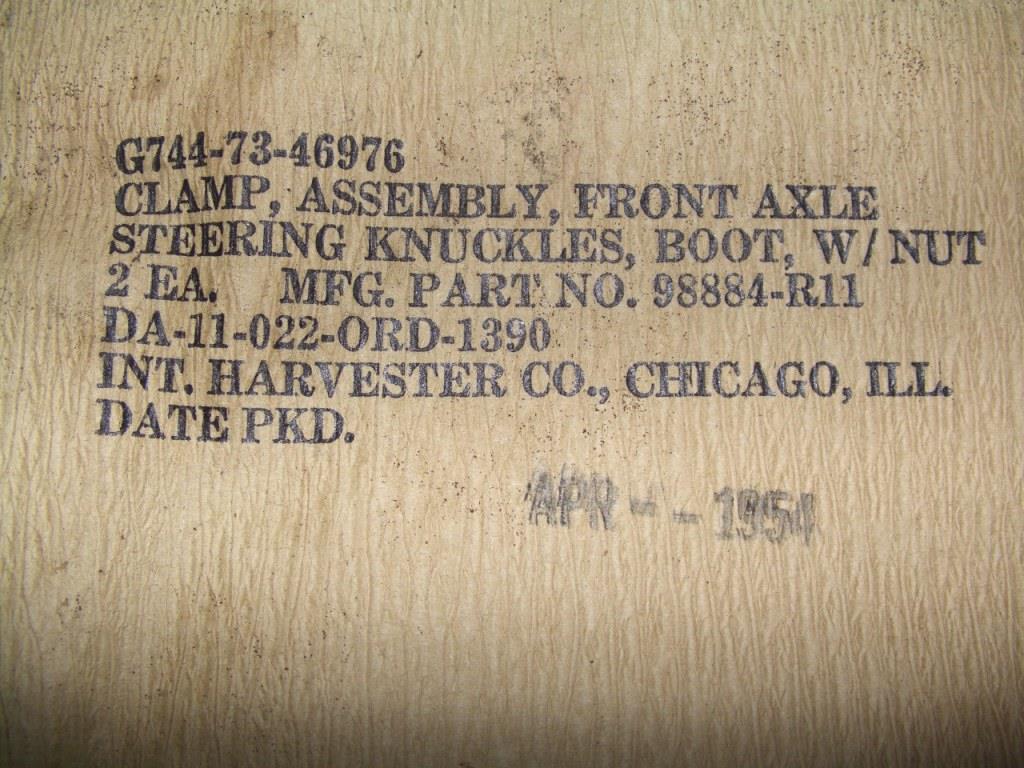 G744-73-46976
CLAMP, ASSEMBLY, FRONT AXLE
STEERING KNUCKLES, BOOT, W/ NUT
2 EA. MFG. PART NO. 98884-R11
DA-11-022-ORD-1390
INT. HARVESTER CO., CHICAGO, ILL.
DATE PKD.
APR - - 1954